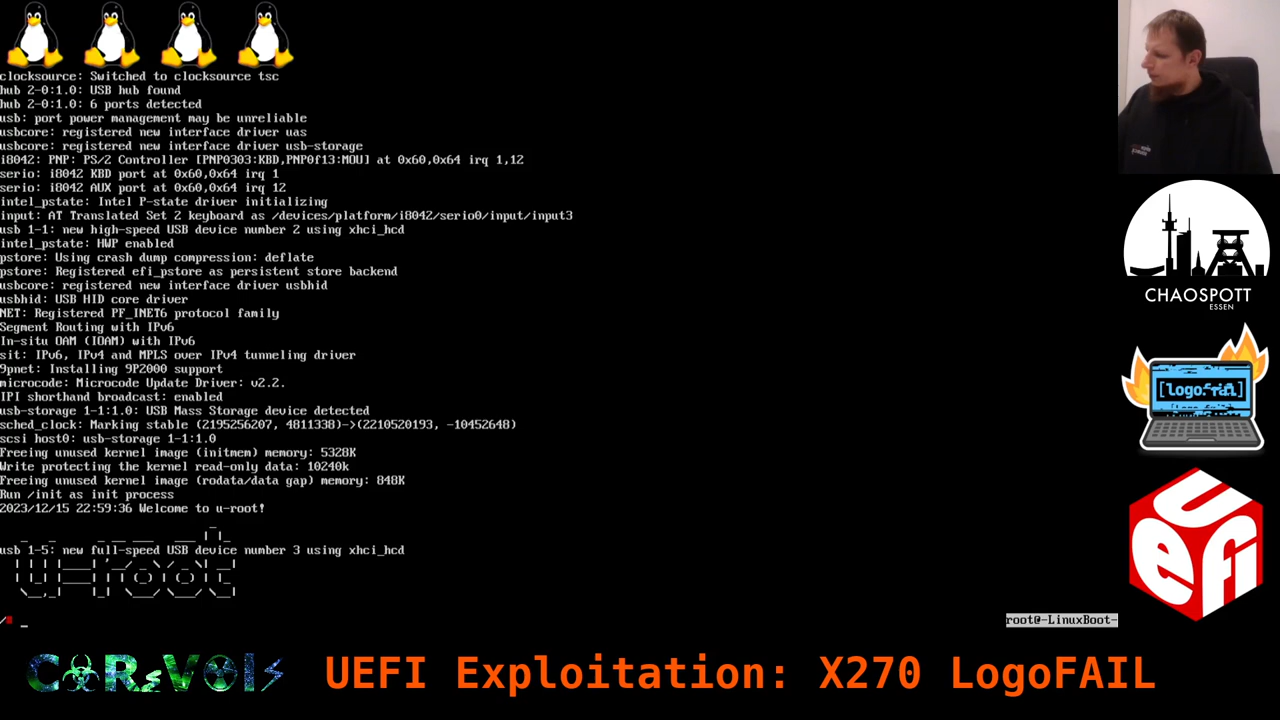 clocksource: Switched to clocksource tsc
hub 2-0:1.0: USB hub found
hub 2-0:1.0: 6 ports detected
usb: port power management may be unreliable
usbcore: registered new interface driver uas
usbcore: registered new interface driver usb-storage
i8042: PNP: PS/2 Controller [PNP0303:KBD,PNP0f13:MOU] at 0x60,0x64 irq 1,12
serio: i8042 KBD port at 0x60,0x64 irq 1
serio: i8042 AUX port at 0x60,0x64 irq 12
intel_pstate: Intel P-state driver initializing
input: AT Translated Set 2 keyboard as /devices/platform/i8042/serio0/input/input3
usb 1-1: new high-speed USB device number 2 using xhci_hcd
intel_pstate: HWP enabled
pstore: Using crash dump compression: deflate
pstore: Registered efi_pstore as persistent store backend
usbcore: registered new interface driver usbhid
usbhid: USB HID core driver
NET: Registered PF_INET6 protocol family
Segment Routing with IPv6
In-situ OAM (IOAM) with IPv6
sit: IPv6, IPv4 and MPLS over IPv4 tunneling driver
9pnet: Installing 9P2000 support
microcode: Microcode Update Driver: v2.2.
IPI shorthand broadcast: enabled
usb-storage 1-1:1.0: USB Mass Storage device detected
sched_clock: Marking stable (2195256207, 4811338)->(2210520193, -10452648)
scsi host0: usb-storage 1-1:1.0
Freeing unused kernel image (initmem) memory: 5328K
Write protecting the kernel read-only data: 10240k
Freeing unused kernel image (rodata/data gap) memory: 848K
Run /init as init process
2023/12/15 22:59:36 Welcome to u-root!
usb 1-5: new full-speed USB device number 3 using xhci_hcd
u-root
/# _
root@-LinuxBoot-
CHAOSPOTT
ESSEN
[logofail]
UEFI
UEFI Exploitation: X270 LogoFAIL